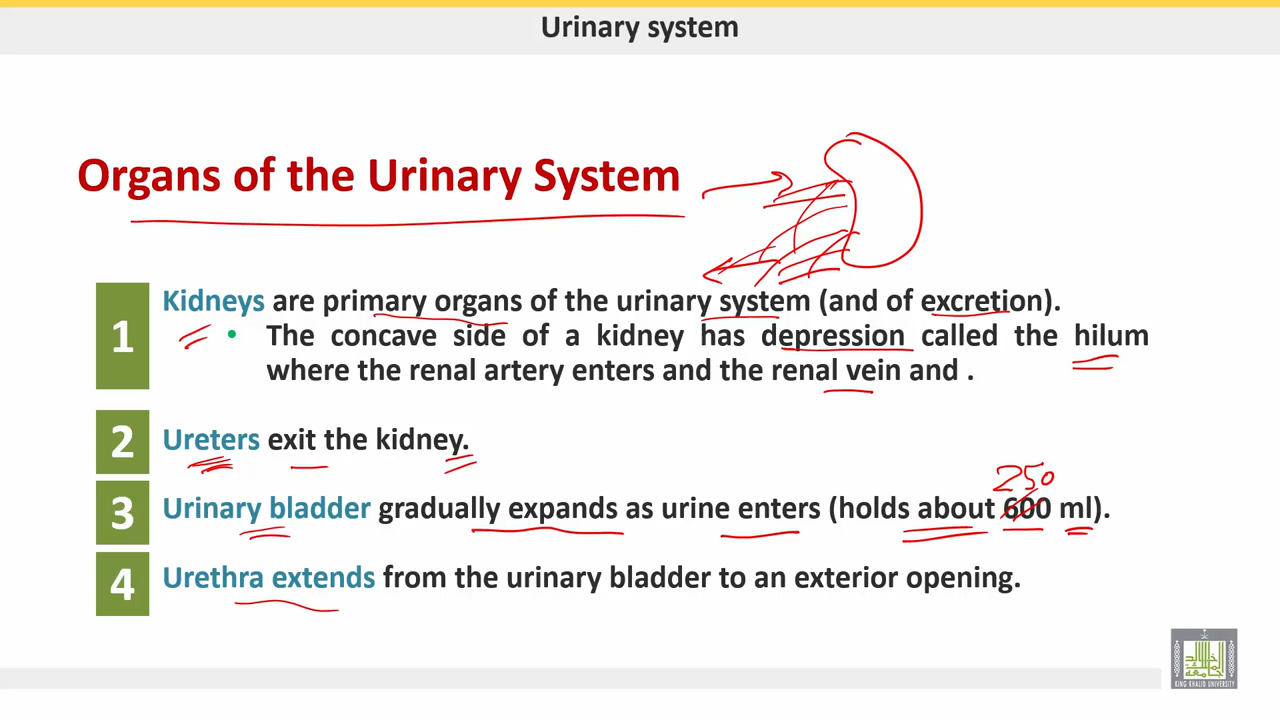 Urinary system
Organs of the Urinary System
1
Kidneys are primary organs of the urinary system (and of excretion).
• The concave side of a kidney has depression called the hilum
where the renal artery enters and the renal vein and .
2
Ureters exit the kidney.
250
3
Urinary bladder gradually expands as urine enters (holds about 600 ml).
4
Urethra extends from the urinary bladder to an exterior opening.
KING KHALID UNIVERSITY